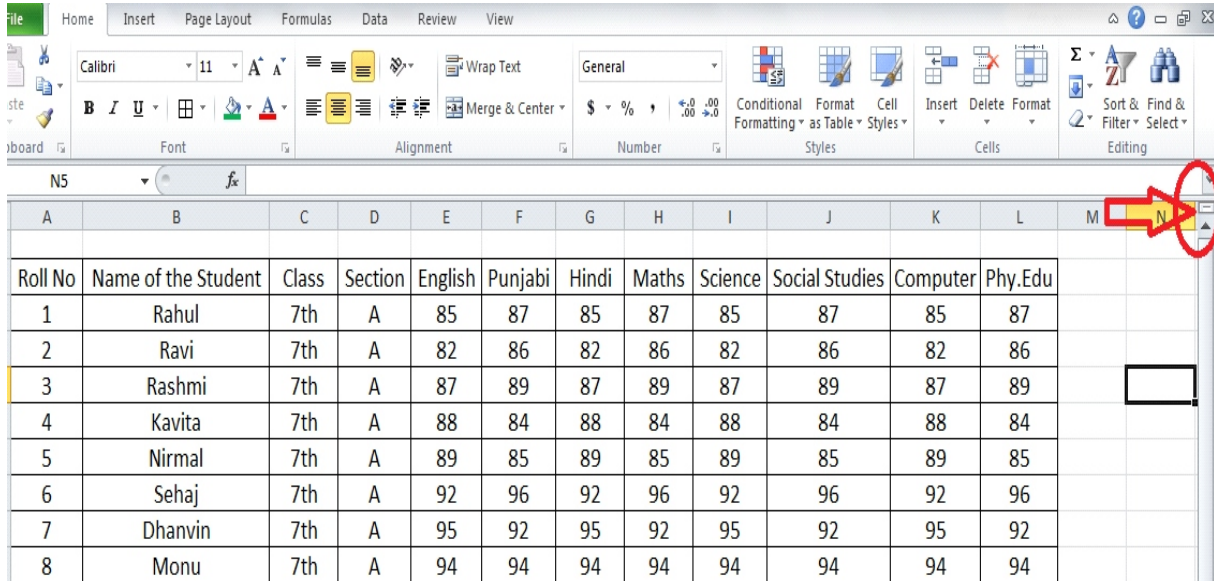 File Home Insert Page Layout Formulas Data Review View
Calibri 11 A A Wrap Text General Σ
B I U A Merge & Center $ % , .0 .00 .00 .0 Conditional Formatting Format as Table Cell Styles Insert Delete Format Sort & Filter Find & Select
Font Alignment Number Styles Cells Editing
N5 fx
A B C D E F G H I J K L M N
Roll No Name of the Student Class Section English Punjabi Hindi Maths Science Social Studies Computer Phy.Edu
1 Rahul 7th A 85 87 85 87 85 87 85 87
2 Ravi 7th A 82 86 82 86 82 86 82 86
3 Rashmi 7th A 87 89 87 89 87 89 87 89
4 Kavita 7th A 88 84 88 84 88 84 88 84
5 Nirmal 7th A 89 85 89 85 89 85 89 85
6 Sehaj 7th A 92 96 92 96 92 96 92 96
7 Dhanvin 7th A 95 92 95 92 95 92 95 92
8 Monu 7th A 94 94 94 94 94 94 94 94